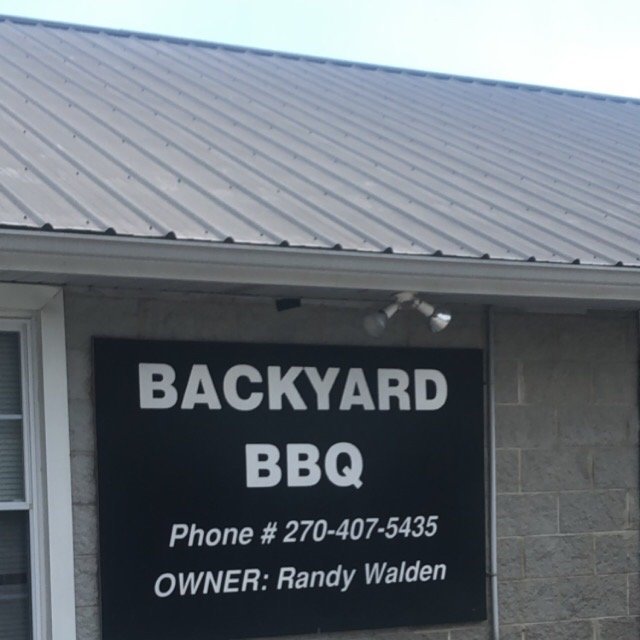 BACKYARD
BBQ
Phone # 270-407-5435
OWNER: Randy Walden